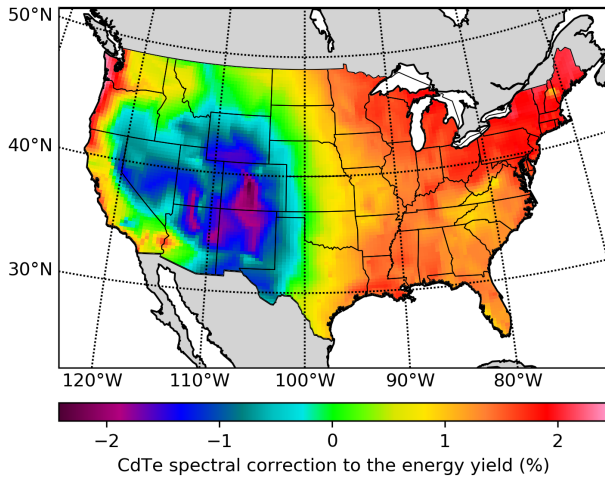 50°N
40°N
30°N
120°W 110°W 100°W 90°W 80°W
−2 −1 0 1 2
CdTe spectral correction to the energy yield (%)